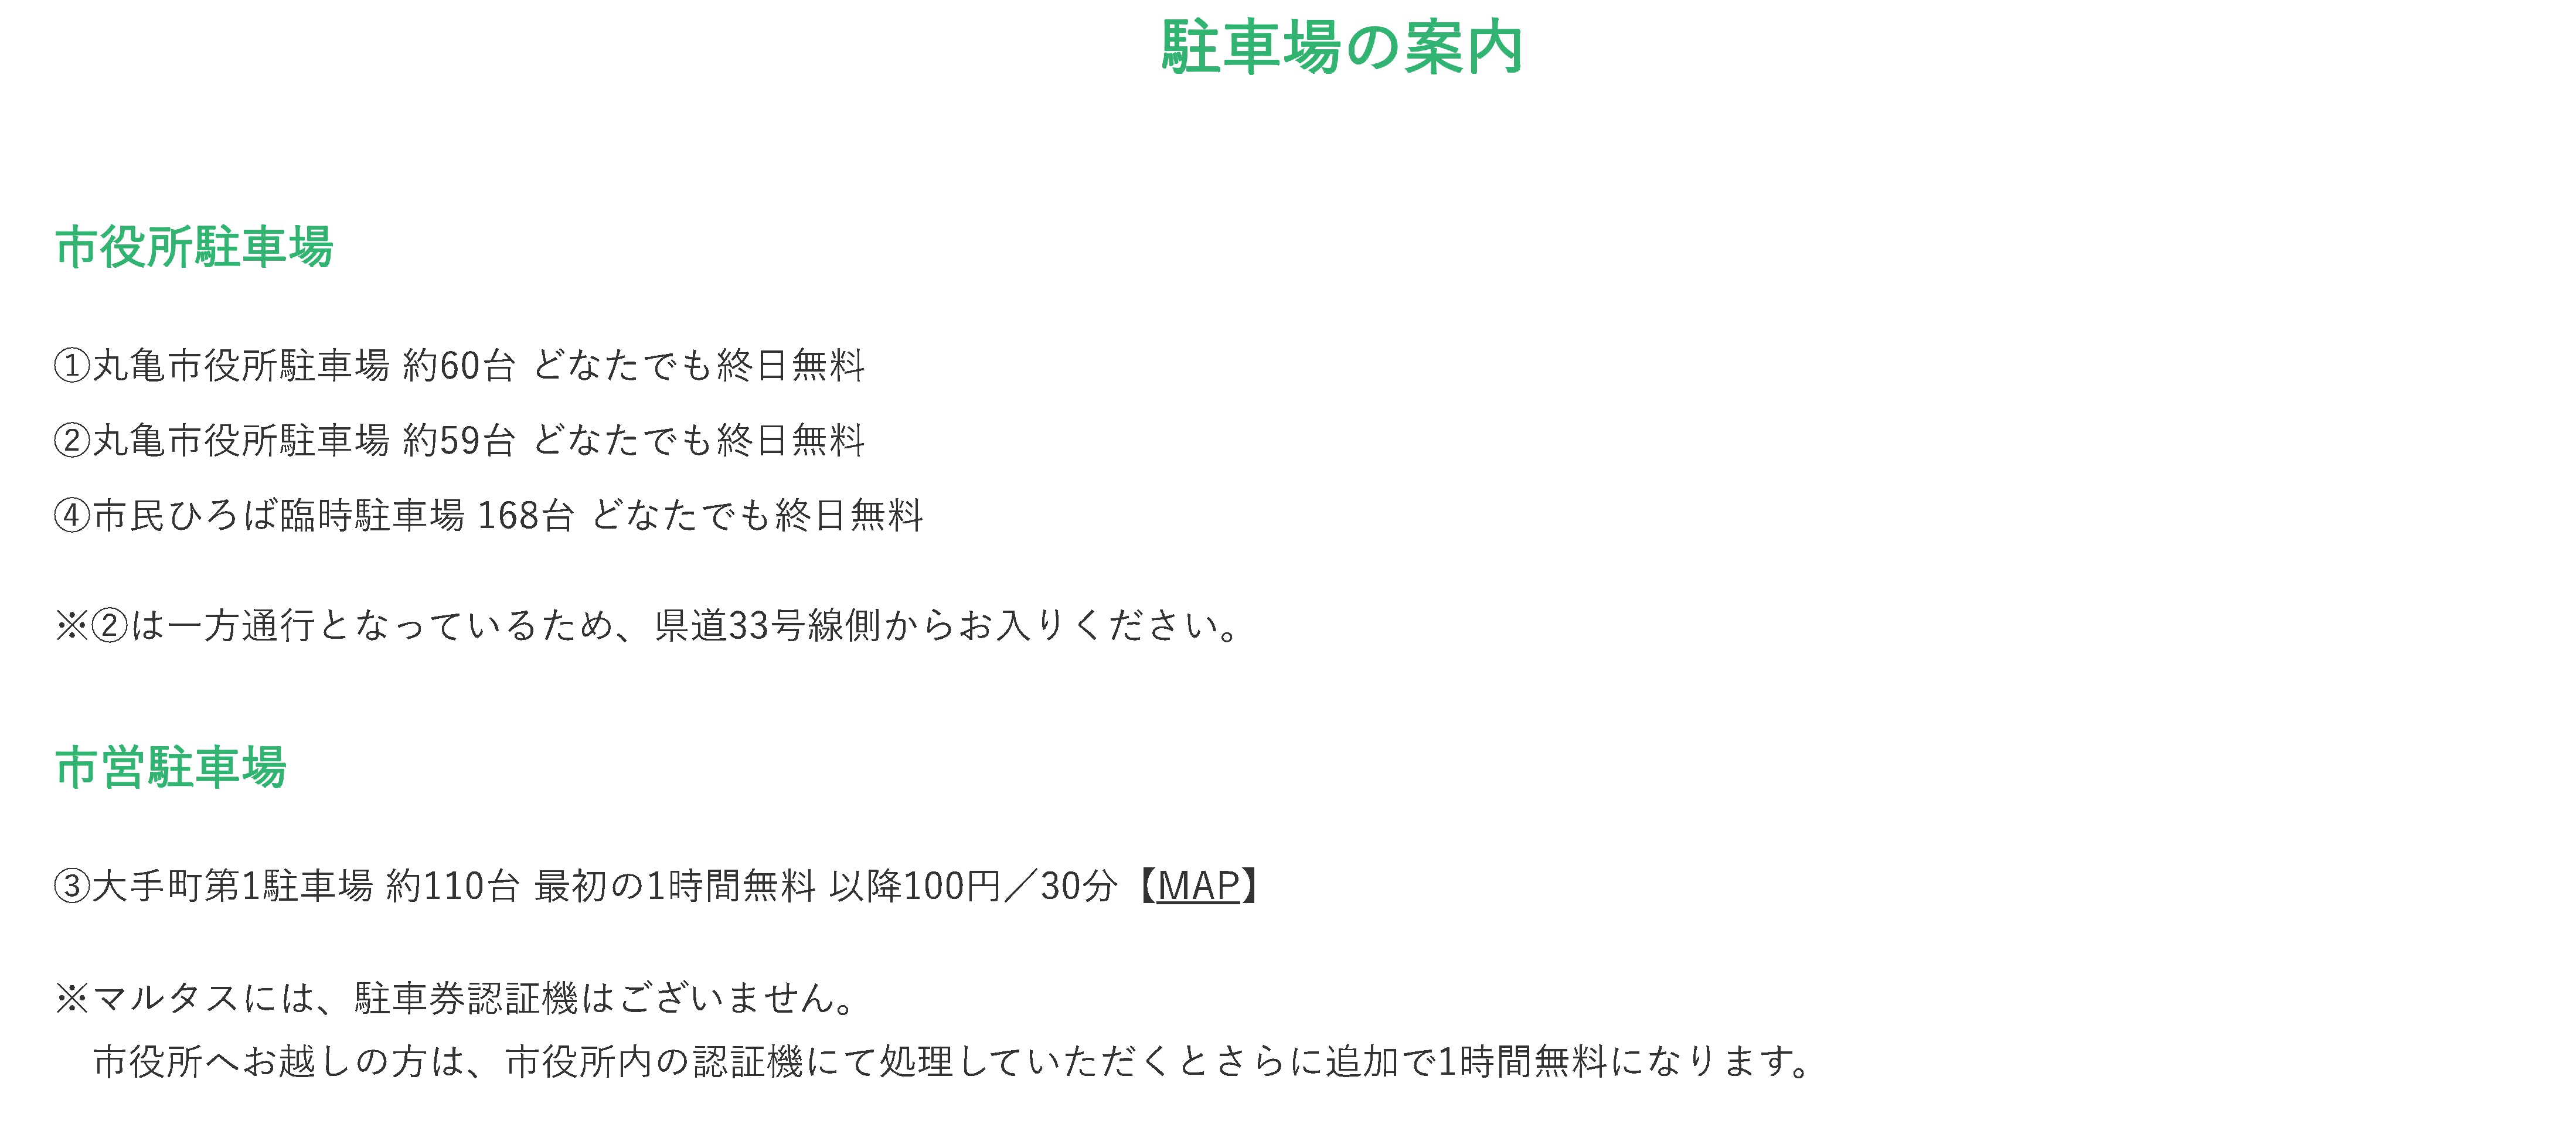 駐車場の案内
市役所駐車場
①丸亀市役所駐車場 約60台 どなたでも終日無料
②丸亀市役所駐車場 約59台 どなたでも終日無料
④市民ひろば臨時駐車場 168台 どなたでも終日無料
※②は一方通行となっているため、県道33号線側からお入りください。
市営駐車場
③大手町第1駐車場 約110台 最初の1時間無料 以降100円／30分【MAP】
※マルタスには、駐車券認証機はございません。
市役所へお越しの方は、市役所内の認証機にて処理していただくとさらに追加で1時間無料になります。